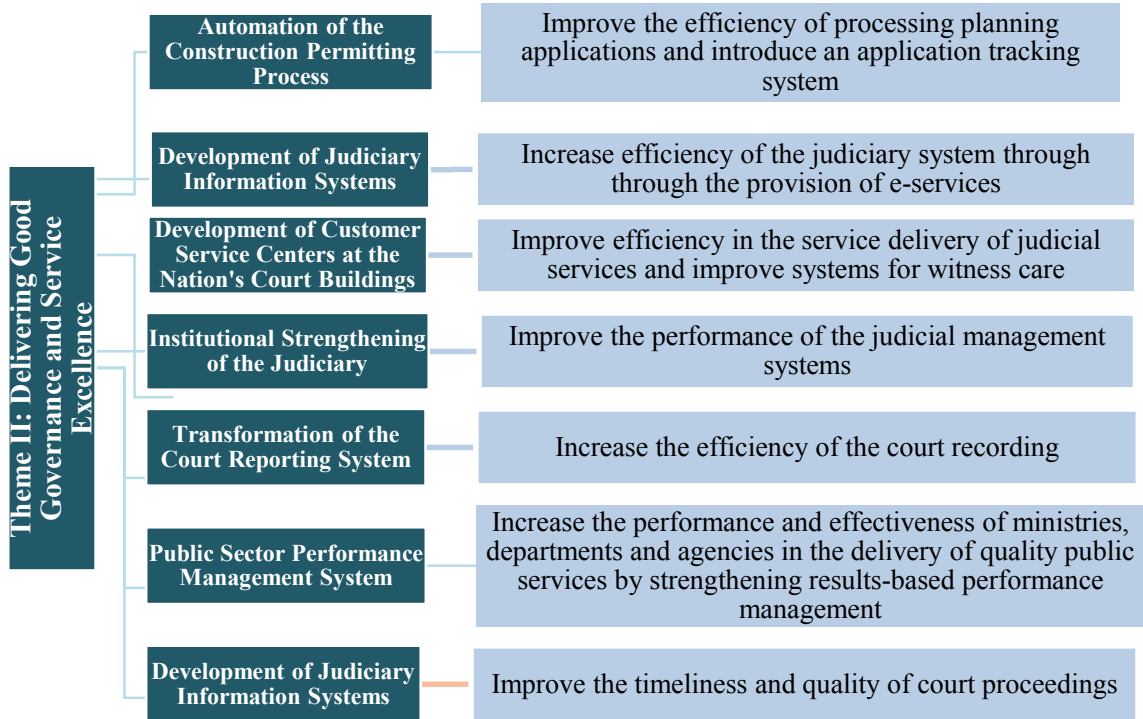 Theme II: Delivering Good
Governance and Service
Excellence
Automation of the
Construction Permitting
Process
Improve the efficiency of processing planning
applications and introduce an application tracking
system
Development of Judiciary
Information Systems
Increase efficiency of the judiciary system through
through the provision of e-services
Development of Customer
Service Centers at the
Nation's Court Buildings
Improve efficiency in the service delivery of judicial
services and improve systems for witness care
Institutional Strengthening
of the Judiciary
Improve the performance of the judicial management
systems
Transformation of the
Court Reporting System
Increase the efficiency of the court recording
Public Sector Performance
Management System
Increase the performance and effectiveness of ministries,
departments and agencies in the delivery of quality public
services by strengthening results-based performance
management
Development of Judiciary
Information Systems
Improve the timeliness and quality of court proceedings